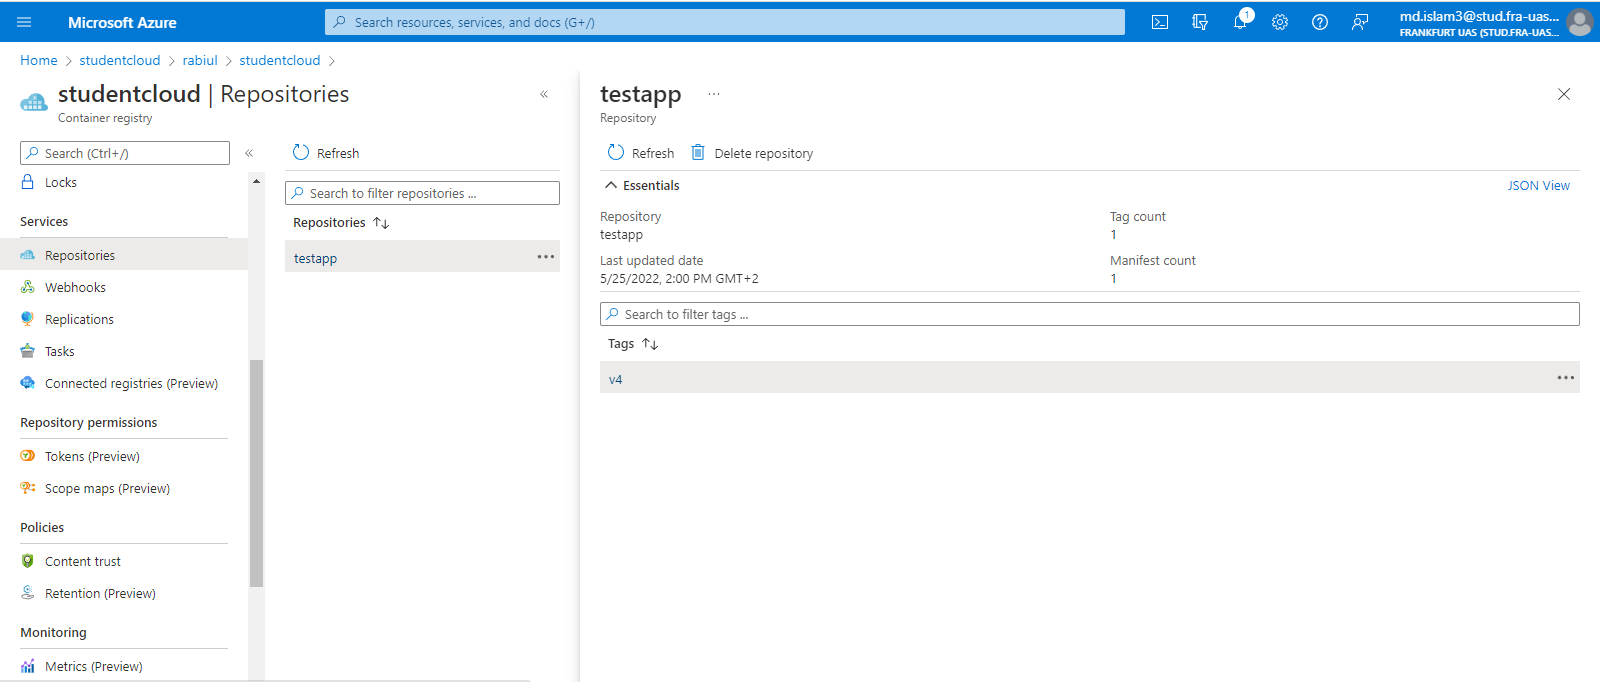 Microsoft Azure
Search resources, services, and docs (G+/)
1
md.islam3@stud.fra-uas...
FRANKFURT UAS (STUD.FRA-UAS...
Home > studentcloud > rabiul > studentcloud >
studentcloud | Repositories
Container registry
«
Search (Ctrl+/)
«
Locks
Services
Repositories
Webhooks
Replications
Tasks
Connected registries (Preview)
Repository permissions
Tokens (Preview)
Scope maps (Preview)
Policies
Content trust
Retention (Preview)
Monitoring
Metrics (Preview)
Refresh
Search to filter repositories ...
Repositories ↑↓
testapp ...
testapp ...
Repository
Refresh Delete repository
Essentials JSON View
Repository
testapp
Tag count
1
Last updated date
5/25/2022, 2:00 PM GMT+2
Manifest count
1
Search to filter tags ...
Tags ↑↓
v4 ...